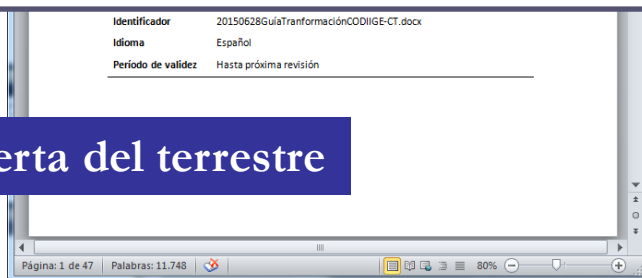 Identificador 20150628GuíaTranformaciónCODIIGE-CT.docx
Idioma Español
Período de validez Hasta próxima revisión
erta del terrestre
Página: 1 de 47 Palabras: 11.748 80%